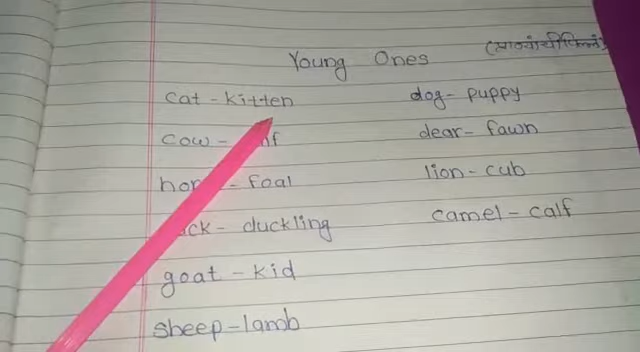 Young Ones
cat - kitten
cow -
- foal
- duckling
goat - kid
sheep - lamb
dog - puppy
dear - fawn
lion - cub
camel - calf